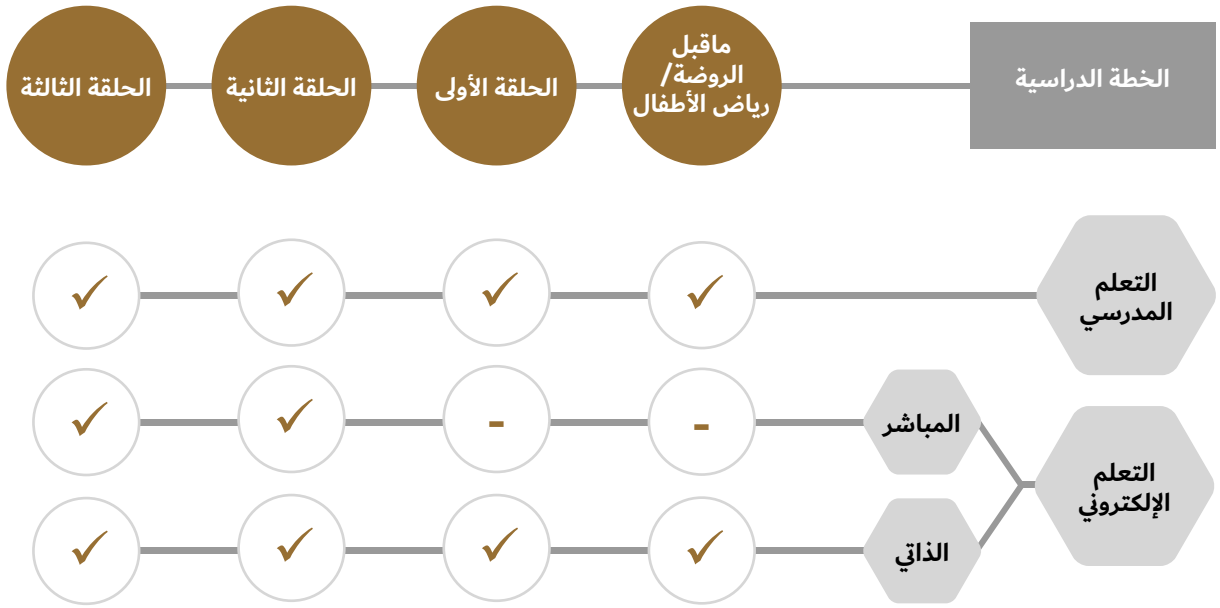 الخطة الدراسية
ماقبل
الروضة/
رياض الأطفال
الحلقة الأولى
الحلقة الثانية
الحلقة الثالثة
التعلم
المدرسي
✓ ✓ ✓ ✓
التعلم
الإلكتروني
المباشر
- - ✓ ✓
الذاتي
✓ ✓ ✓ ✓